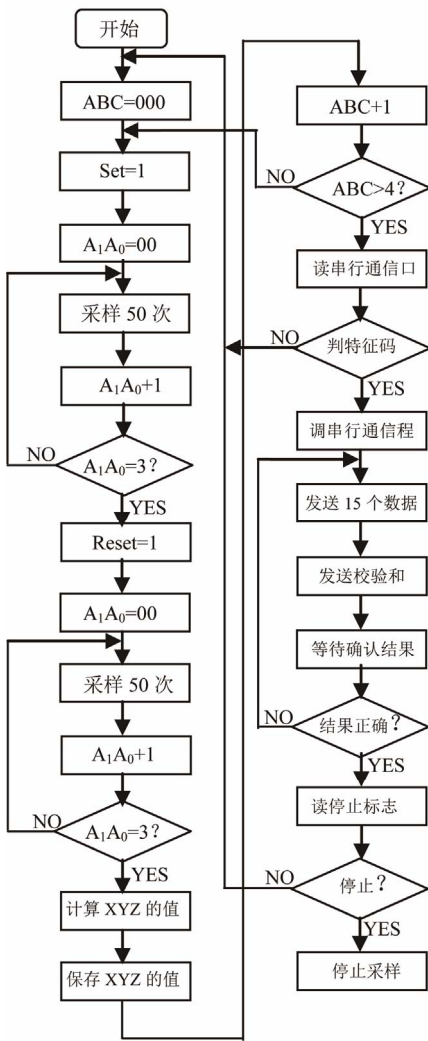 开始
ABC=000
Set=1
A₁A₀=00
采样 50 次
A₁A₀+1
NO
A₁A₀=3?
YES
Reset=1
A₁A₀=00
采样 50 次
A₁A₀+1
NO
A₁A₀=3?
YES
计算 XYZ 的值
保存 XYZ 的值
ABC+1
NO
ABC>4?
YES
读串行通信口
NO
判特征码
YES
调串行通信程
发送 15 个数据
发送校验和
等待确认结果
NO
结果正确?
YES
读停止标志
NO
停止?
YES
停止采样